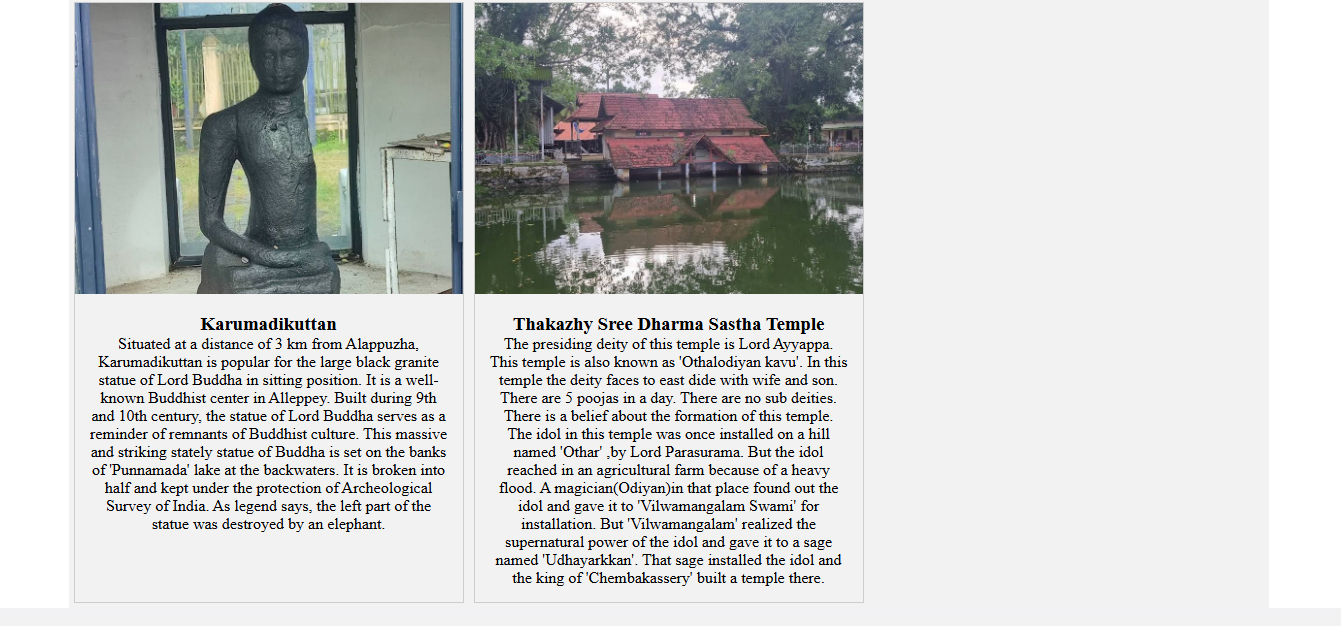 Karumadikuttan
Situated at a distance of 3 km from Alappuzha,
Karumadikuttan is popular for the large black granite
statue of Lord Buddha in sitting position. It is a well-
known Buddhist center in Alleppey. Built during 9th
and 10th century, the statue of Lord Buddha serves as a
reminder of remnants of Buddhist culture. This massive
and striking stately statue of Buddha is set on the banks
of 'Punnamada' lake at the backwaters. It is broken into
half and kept under the protection of Archeological
Survey of India. As legend says, the left part of the
statue was destroyed by an elephant.
Thakazhy Sree Dharma Sastha Temple
The presiding deity of this temple is Lord Ayyappa.
This temple is also known as 'Othalodiyan kavu'. In this
temple the deity faces to east dide with wife and son.
There are 5 poojas in a day. There are no sub deities.
There is a belief about the formation of this temple.
The idol in this temple was once installed on a hill
named 'Othar' ,by Lord Parasurama. But the idol
reached in an agricultural farm because of a heavy
flood. A magician(Odiyan)in that place found out the
idol and gave it to 'Vilwamangalam Swami' for
installation. But 'Vilwamangalam' realized the
supernatural power of the idol and gave it to a sage
named 'Udhayarkkan'. That sage installed the idol and
the king of 'Chembakassery' built a temple there.